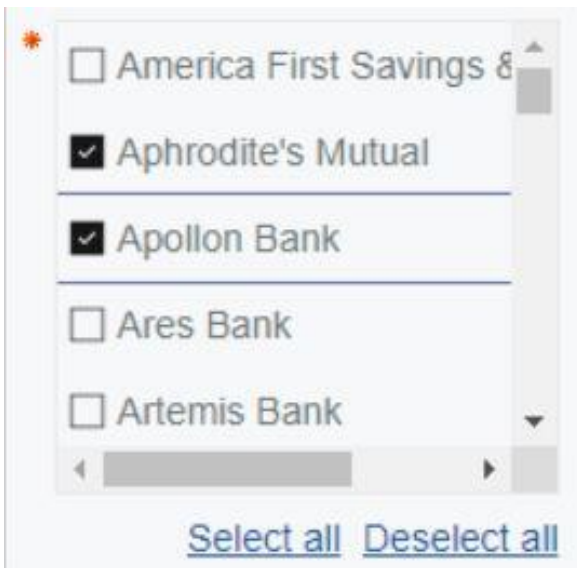 America First Savings &
Aphrodite's Mutual
Apollon Bank
Ares Bank
Artemis Bank
Select all Deselect all